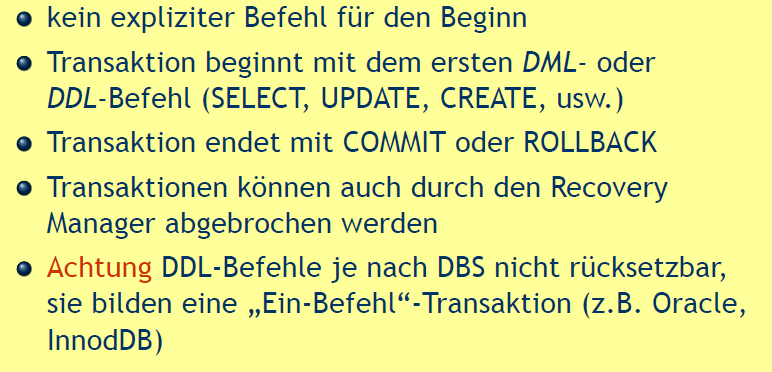 kein expliziter Befehl für den Beginn
Transaktion beginnt mit dem ersten DML- oder
DDL-Befehl (SELECT, UPDATE, CREATE, usw.)
Transaktion endet mit COMMIT oder ROLLBACK
Transaktionen können auch durch den Recovery
Manager abgebrochen werden
Achtung DDL-Befehle je nach DBS nicht rücksetzbar,
sie bilden eine „Ein-Befehl“-Transaktion (z.B. Oracle,
InnodDB)